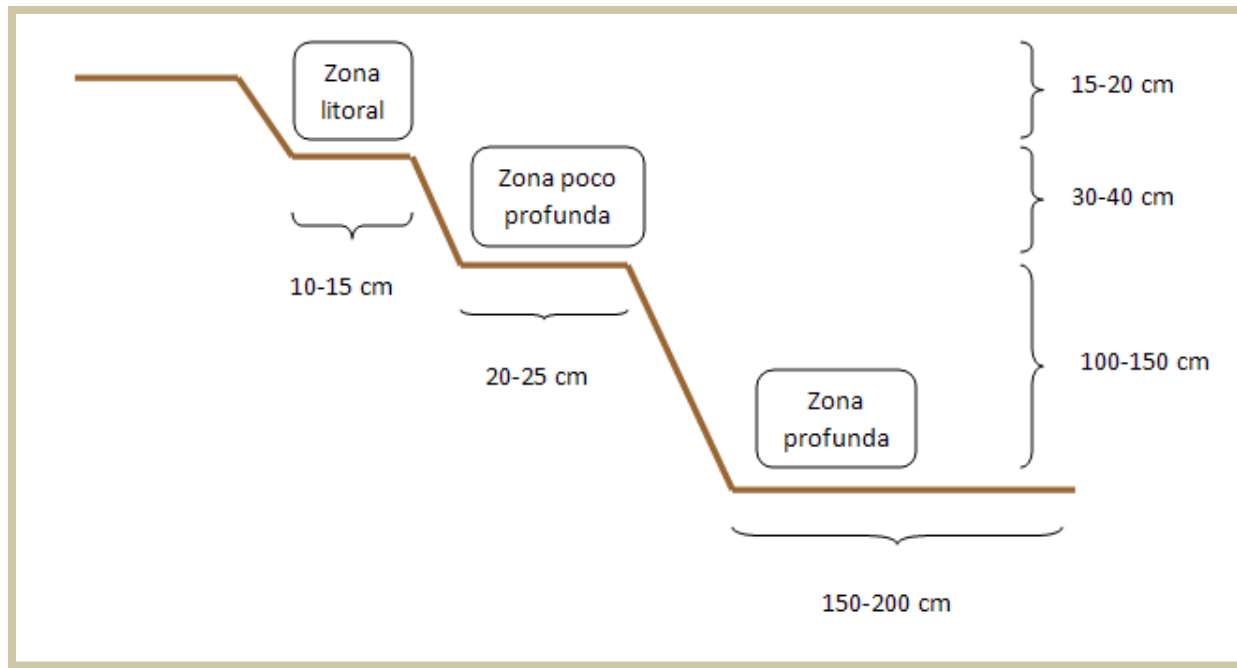 Zona
litoral
15-20 cm
Zona poco
profunda
30-40 cm
10-15 cm
20-25 cm
100-150 cm
Zona
profunda
150-200 cm